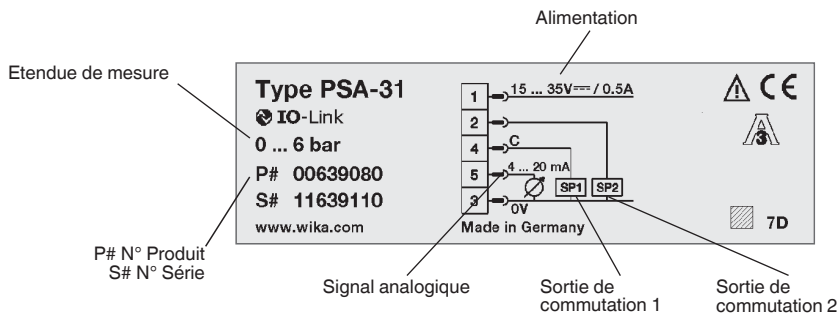 Alimentation
Etendue de mesure
Type PSA-31
IO-Link
0 ... 6 bar
P# 00639080
S# 11639110
www.wika.com
1
2
4
5
3
15 ... 35V⎓ / 0.5A
C
4 ... 20 mA
SP1
SP2
0V
Made in Germany
CE
A
3
7D
P# N° Produit
S# N° Série
Signal analogique
Sortie de
commutation 1
Sortie de
commutation 2